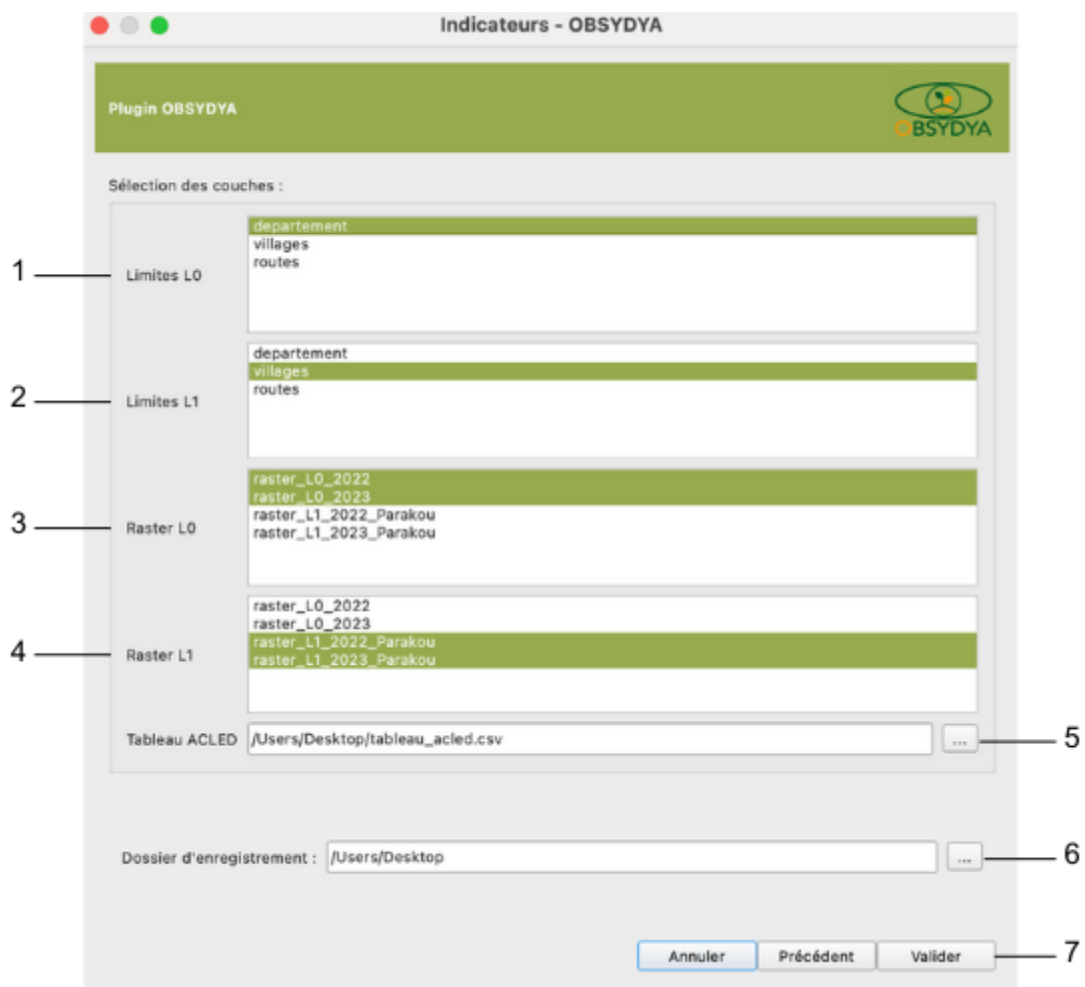 Indicateurs - OBSYDYA
Plugin OBSYDYA
OBSYDYA
Sélection des couches :
departement
villages
routes
1
Limites L0
departement
villages
routes
2
Limites L1
raster_L0_2022
raster_L0_2023
raster_L1_2022_Parakou
raster_L1_2023_Parakou
3
Raster L0
raster_L0_2022
raster_L0_2023
raster_L1_2022_Parakou
raster_L1_2023_Parakou
4
Raster L1
Tableau ACLED /Users/Desktop/tableau_acled.csv ... 5
Dossier d'enregistrement : /Users/Desktop ... 6
Annuler Précédent Valider 7